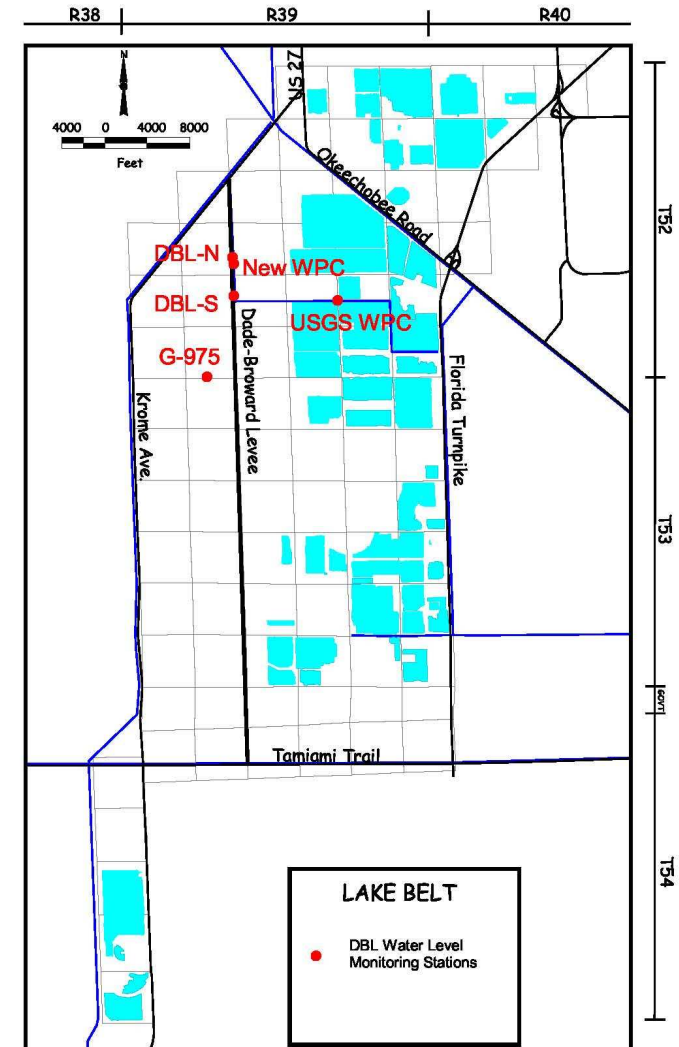 R38
R39
R40
N
US 27
4000 0 4000 8000
Feet
Okeechobee Road
T52
DBL-N
New WPC
DBL-S
USGS WPC
G-975
Dade-Broward Levee
Krome Ave.
Florida Turnpike
T53
GOVT
Tamiami Trail
T54
LAKE BELT
DBL Water Level
Monitoring Stations